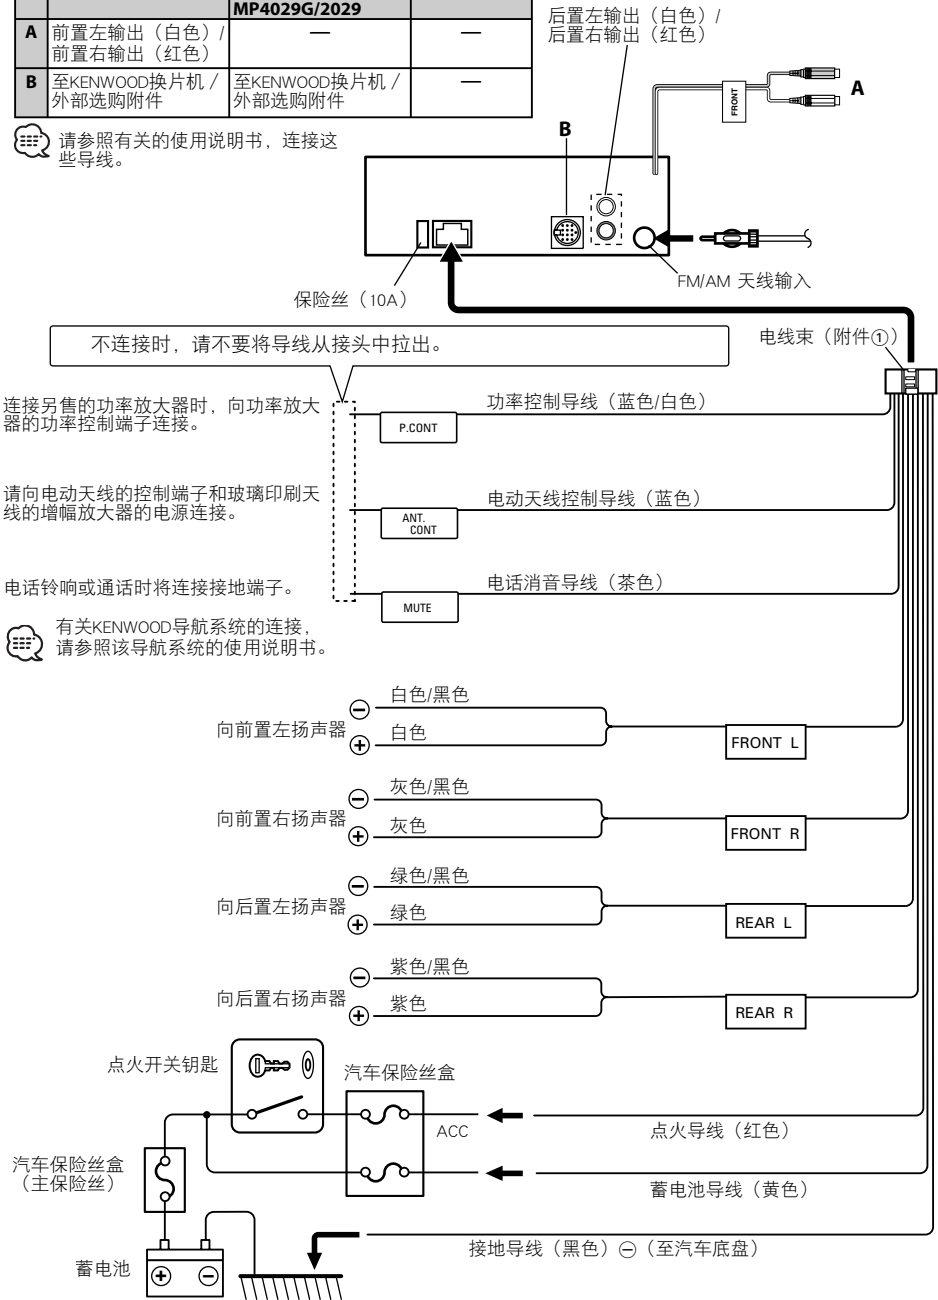 MP4029G/2029
A 前置左输出（白色）/ — —
前置右输出（红色）
B 至KENWOOD换片机 / 至KENWOOD换片机 / —
外部选购附件 外部选购附件
请参照有关的使用说明书，连接这
些导线。
后置左输出（白色）/
后置右输出（红色）
FRONT
A
B
FM/AM 天线输入
保险丝（10A）
不连接时，请不要将导线从接头中拉出。
电线束（附件①）
连接另售的功率放大器时，向功率放大
器的功率控制端子连接。
P.CONT
功率控制导线（蓝色/白色）
请向电动天线的控制端子和玻璃印刷天
线的增幅放大器的电源连接。
ANT.
CONT
电动天线控制导线（蓝色）
电话铃响或通话时将连接接地端子。
MUTE
电话消音导线（茶色）
有关KENWOOD导航系统的连接，
请参照该导航系统的使用说明书。
向前置左扬声器
⊖ 白色/黑色
⊕ 白色
FRONT L
向前置右扬声器
⊖ 灰色/黑色
⊕ 灰色
FRONT R
向后置左扬声器
⊖ 绿色/黑色
⊕ 绿色
REAR L
向后置右扬声器
⊖ 紫色/黑色
⊕ 紫色
REAR R
点火开关钥匙
汽车保险丝盒
ACC
点火导线（红色）
汽车保险丝盒
（主保险丝）
蓄电池导线（黄色）
接地导线（黑色）⊖（至汽车底盘）
蓄电池
⊕ ⊖